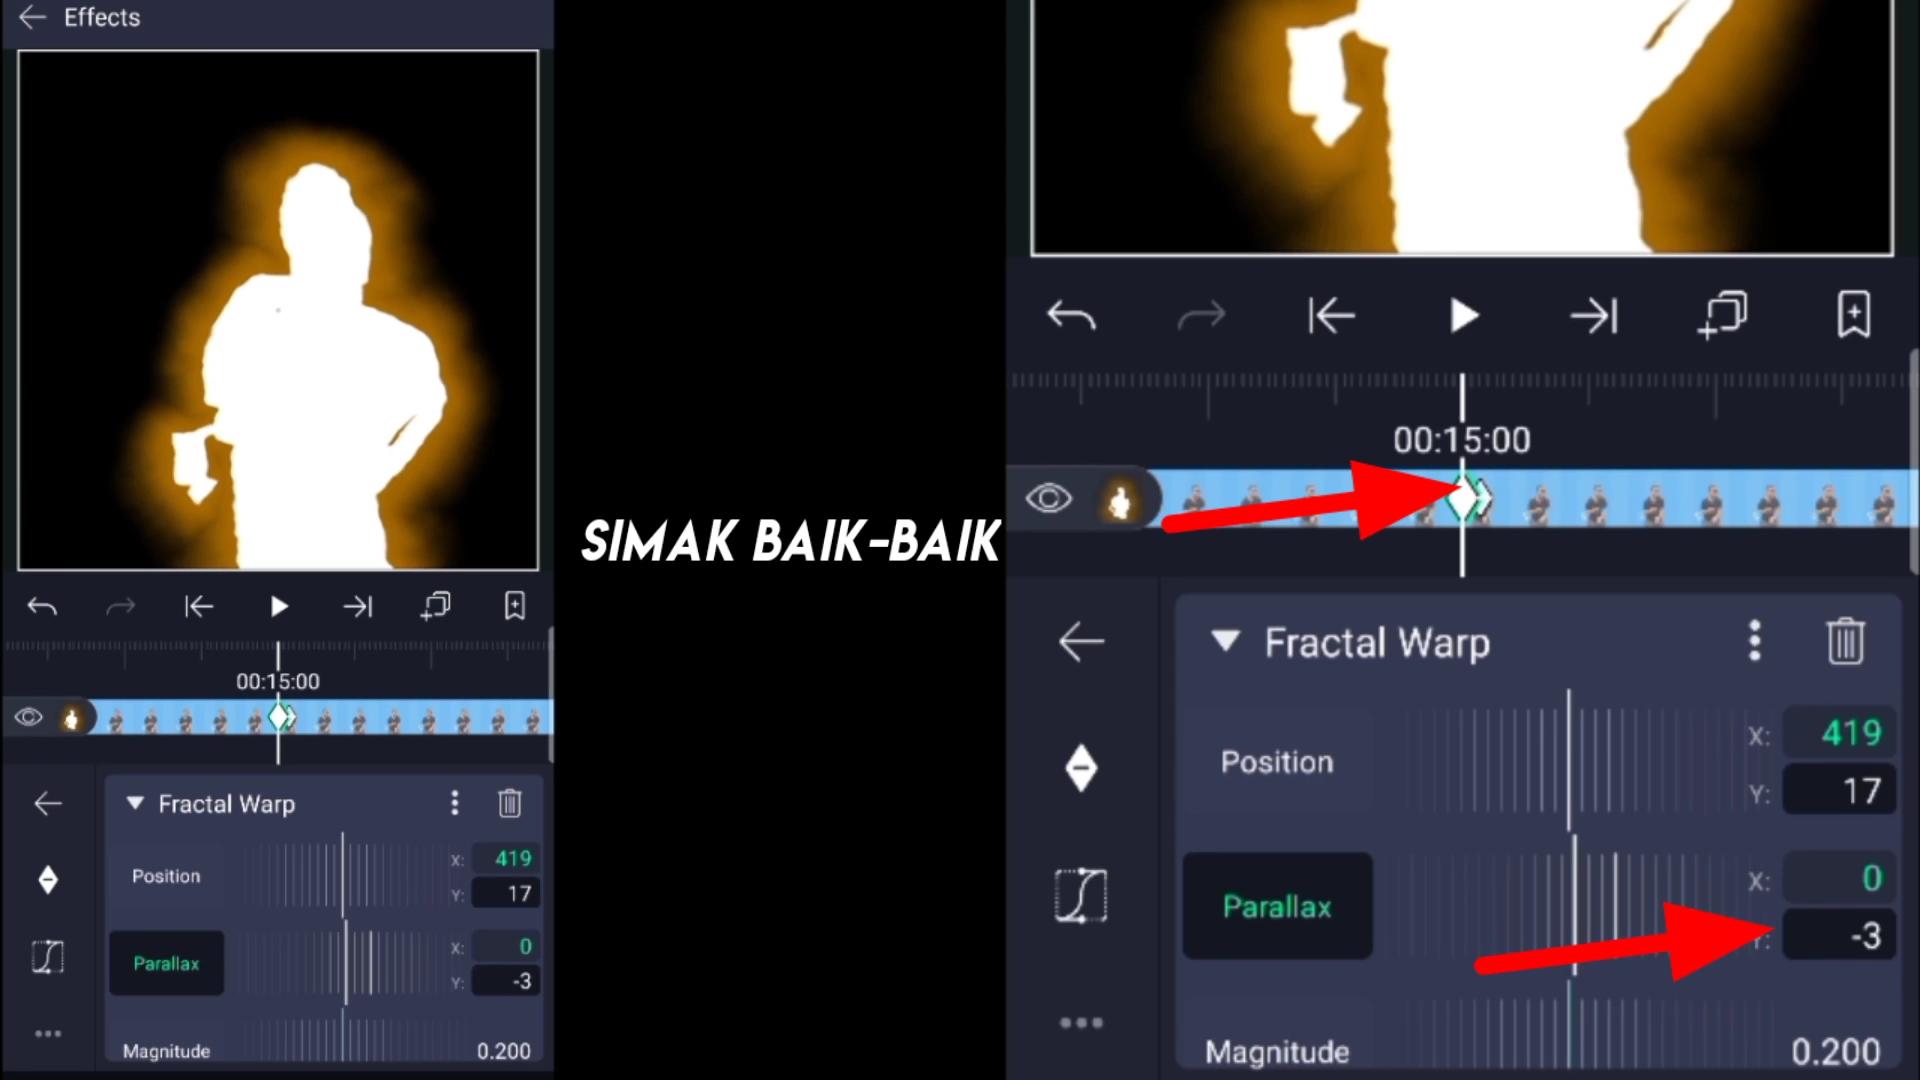 Effects
00:15:00
Fractal Warp
Position
X: 419
Y: 17
Parallax
X: 0
Y: -3
Magnitude
0.200
SIMAK BAIK-BAIK
00:15:00
Fractal Warp
Position
X: 419
Y: 17
Parallax
X: 0
Y: -3
Magnitude
0.200